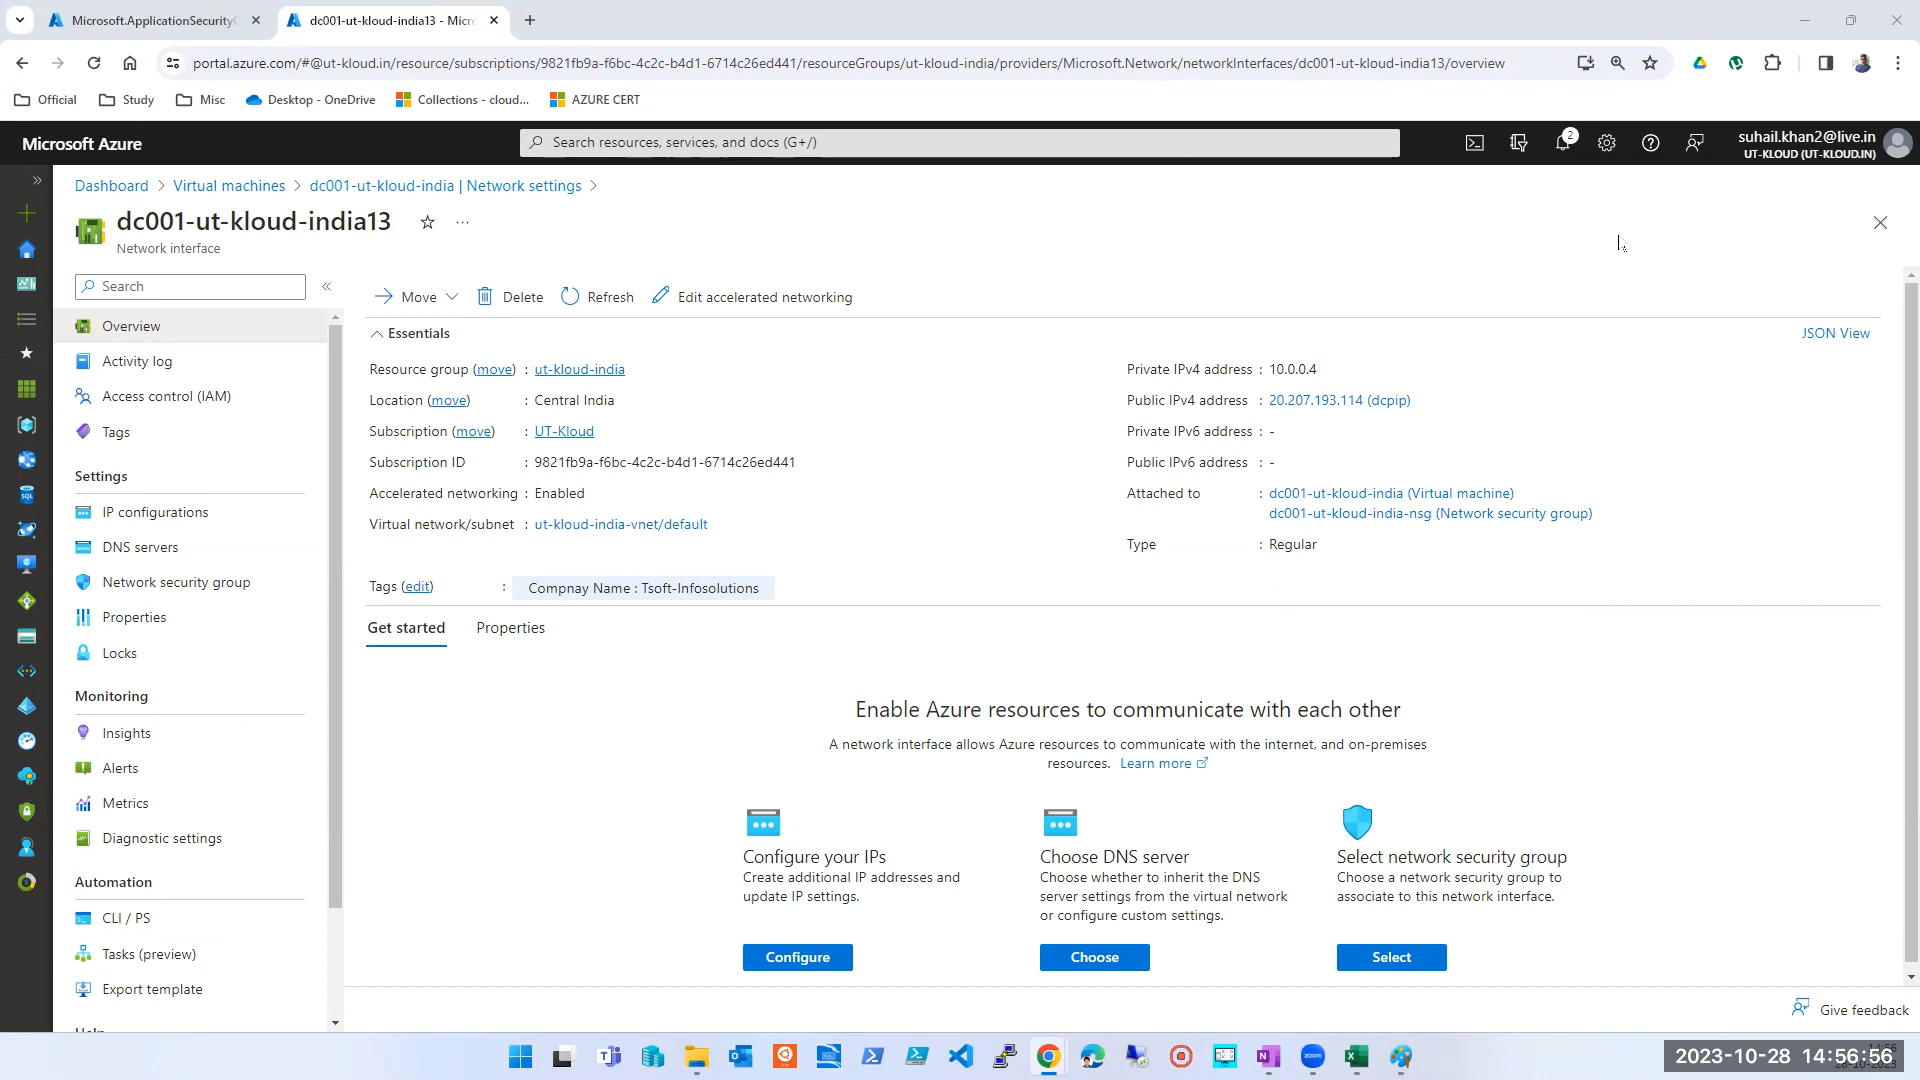 Microsoft.ApplicationSecurityG
dc001-ut-kloud-india13 - Micro
portal.azure.com/#@ut-kloud.in/resource/subscriptions/9821fb9a-f6bc-4c2c-b4d1-6714c26ed441/resourceGroups/ut-kloud-india/providers/Microsoft.Network/networkInterfaces/dc001-ut-kloud-india13/overview
Official Study Misc Desktop - OneDrive Collections - cloud... AZURE CERT
Microsoft Azure
Search resources, services, and docs (G+/)
2
suhail.khan2@live.in
UT-KLOUD (UT-KLOUD.IN)
Dashboard > Virtual machines > dc001-ut-kloud-india | Network settings >
dc001-ut-kloud-india13 ...
Network interface
Search
Overview
Activity log
Access control (IAM)
Tags
Settings
IP configurations
DNS servers
Network security group
Properties
Locks
Monitoring
Insights
Alerts
Metrics
Diagnostic settings
Automation
CLI / PS
Tasks (preview)
Export template
Help
Move Delete Refresh Edit accelerated networking
Essentials
JSON View
Resource group (move) : ut-kloud-india
Location (move) : Central India
Subscription (move) : UT-Kloud
Subscription ID : 9821fb9a-f6bc-4c2c-b4d1-6714c26ed441
Accelerated networking : Enabled
Virtual network/subnet : ut-kloud-india-vnet/default
Private IPv4 address : 10.0.0.4
Public IPv4 address : 20.207.193.114 (dcpip)
Private IPv6 address : -
Public IPv6 address : -
Attached to : dc001-ut-kloud-india (Virtual machine)
dc001-ut-kloud-india-nsg (Network security group)
Type : Regular
Tags (edit) : Compnay Name : Tsoft-Infosolutions
Get started Properties
Enable Azure resources to communicate with each other
A network interface allows Azure resources to communicate with the internet, and on-premises
resources. Learn more
Configure your IPs
Create additional IP addresses and
update IP settings.
Configure
Choose DNS server
Choose whether to inherit the DNS
server settings from the virtual network
or configure custom settings.
Choose
Select network security group
Choose a network security group to
associate to this network interface.
Select
Give feedback
2023-10-28 14:56:56